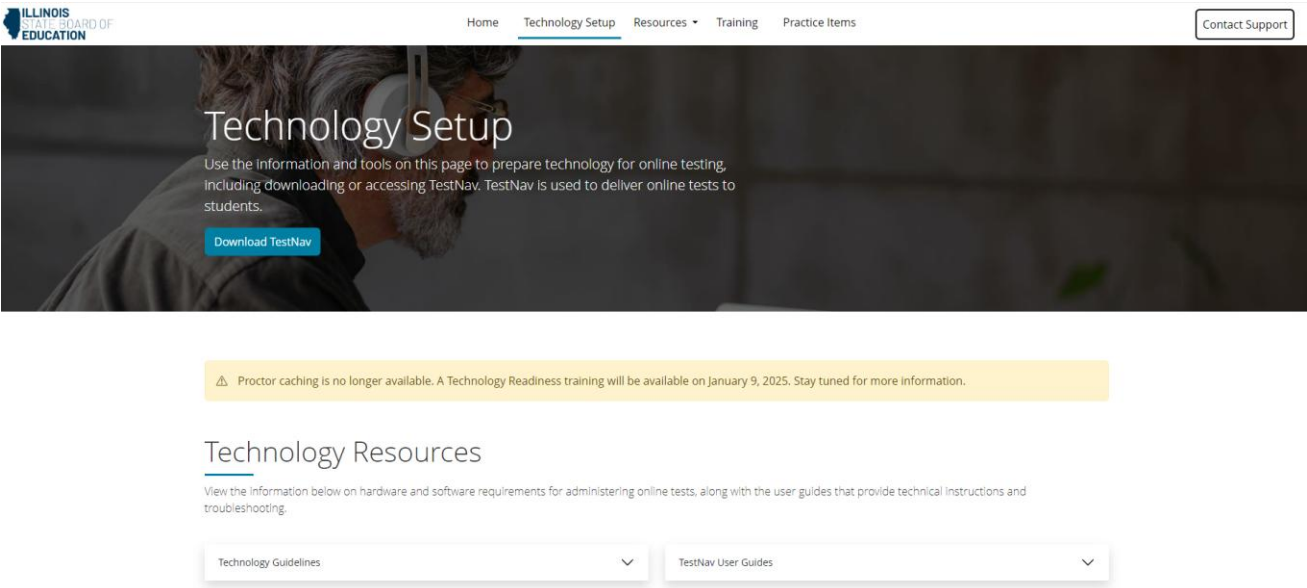 ILLINOIS
STATE BOARD OF
EDUCATION
Home Technology Setup Resources Training Practice Items
Contact Support
Technology Setup
Use the information and tools on this page to prepare technology for online testing,
including downloading or accessing TestNav. TestNav is used to deliver online tests to
students.
Download TestNav
Proctor caching is no longer available. A Technology Readiness training will be available on January 9, 2025. Stay tuned for more information.
Technology Resources
View the information below on hardware and software requirements for administering online tests, along with the user guides that provide technical instructions and
troubleshooting.
Technology Guidelines
TestNav User Guides